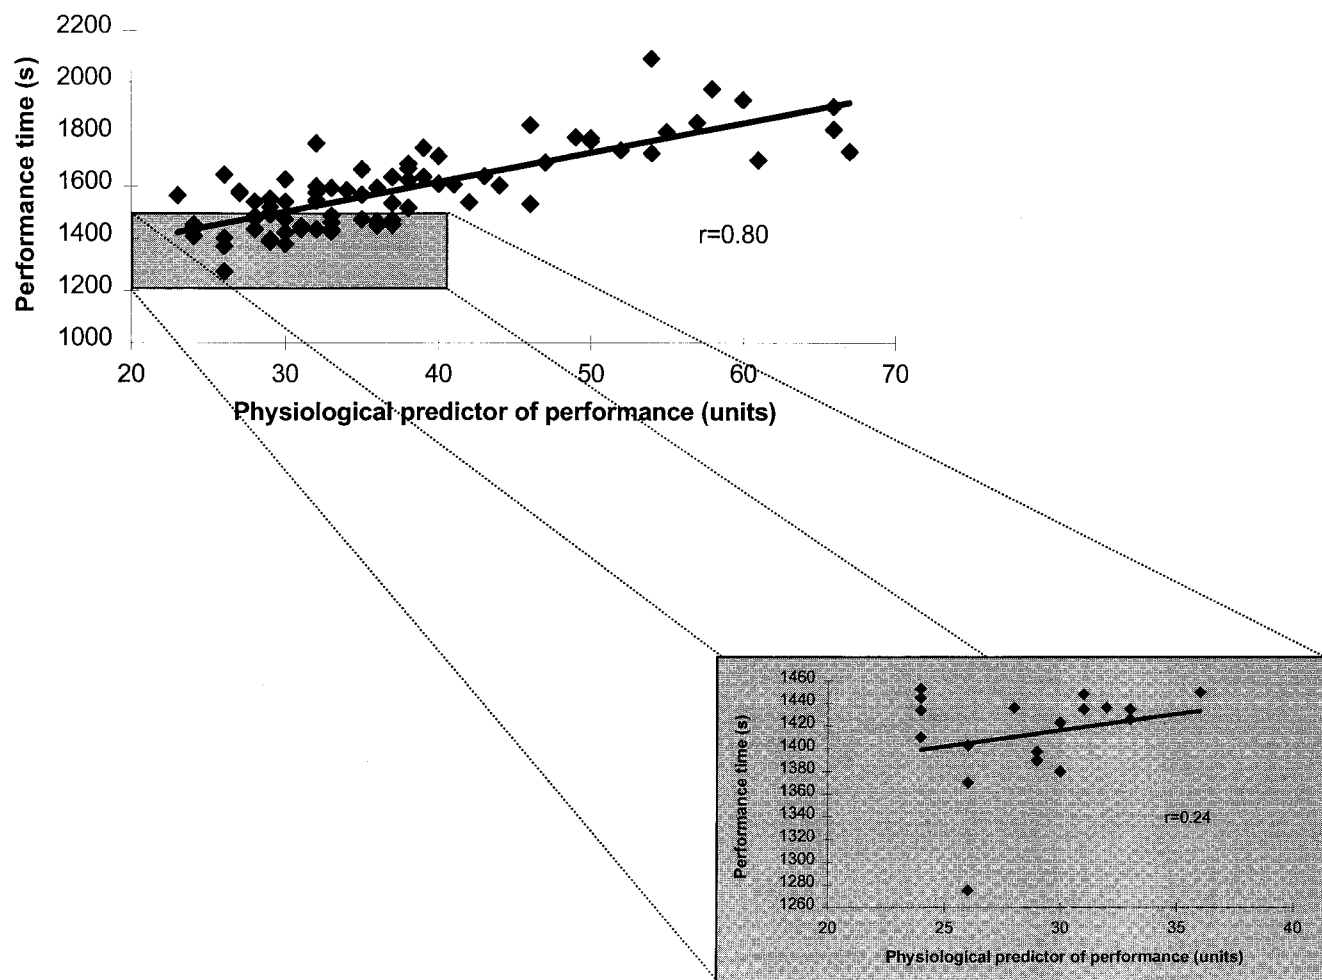 2200
2000
1800
1600
1400
1200
1000
Performance time (s)
r=0.80
20 30 40 50 60 70
Physiological predictor of performance (units)
1460
1440
1420
1400
1380
1360
1340
1320
1300
1280
1260
Performance time (s)
r=0.24
20 25 30 35 40
Physiological predictor of performance (units)